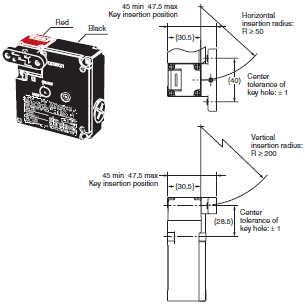 Red
Black
OMRON
45 min 47.5 max
Key insertion position
(30.5)
Horizontal
insertion radius:
R ≥ 50
(40)
Center
tolerance of
key hole: ± 1
Vertical
insertion radius:
R ≥ 200
45 min 47.5 max
Key insertion position
(30.5)
(28.5)
Center
tolerance of
key hole: ± 1